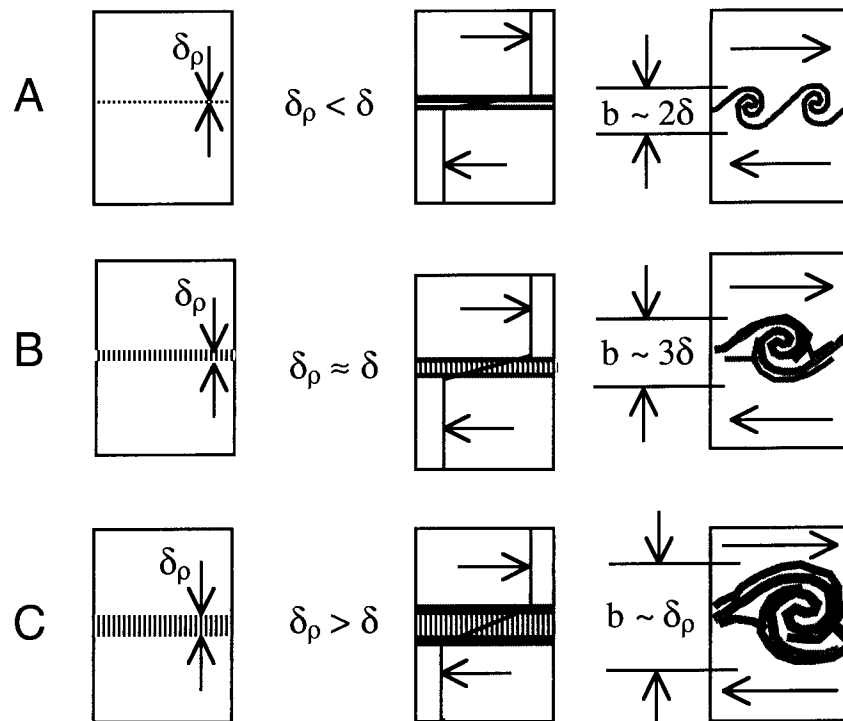 A δρ δρ < δ b ~ 2δ
B δρ δρ ≈ δ b ~ 3δ
C δρ δρ > δ b ~ δρ